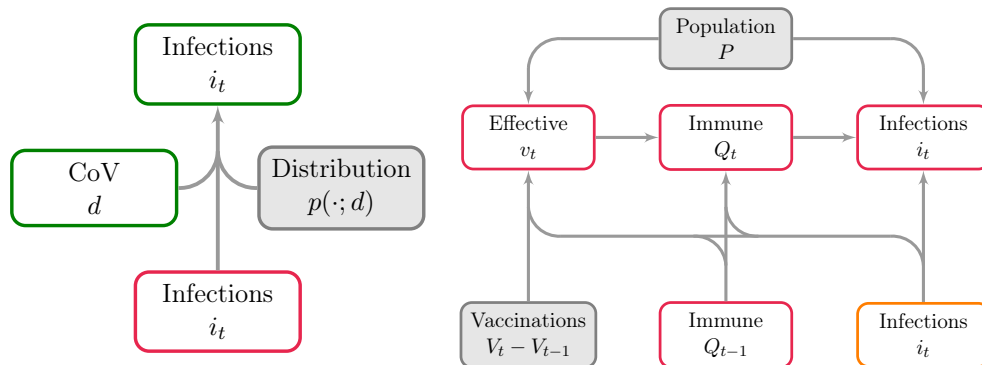 Infections
i_t
CoV
d
Distribution
p(·; d)
Infections
i_t
Population
P
Effective
v_t
Immune
Q_t
Infections
i_t
Vaccinations
V_t − V_{t−1}
Immune
Q_{t−1}
Infections
i_t